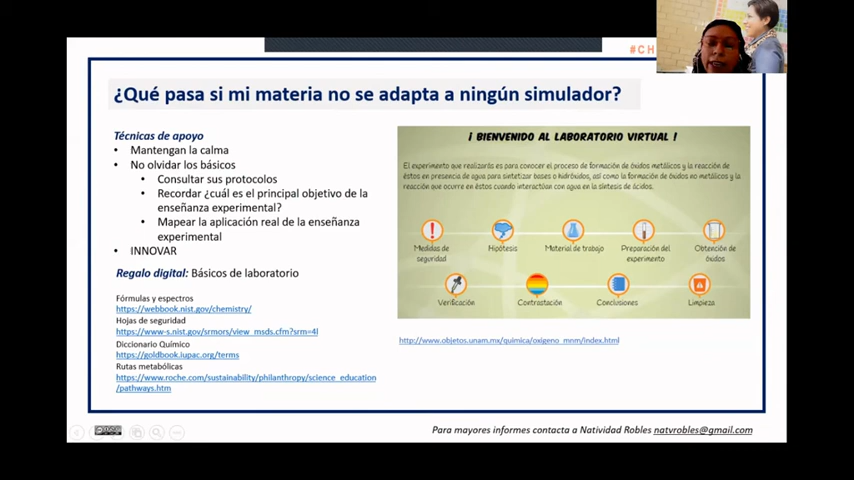 #CH
¿Qué pasa si mi materia no se adapta a ningún simulador?
Técnicas de apoyo
• Mantengan la calma
• No olvidar los básicos
• Consultar sus protocolos
• Recordar ¿cuál es el principal objetivo de la
enseñanza experimental?
• Mapear la aplicación real de la enseñanza
experimental
• INNOVAR
Regalo digital: Básicos de laboratorio
Fórmulas y espectros
https://webbook.nist.gov/chemistry/
Hojas de seguridad
https://www-s.nist.gov/srmors/view_msds.cfm?srm=4l
Diccionario Químico
https://goldbook.iupac.org/terms
Rutas metabólicas
https://www.roche.com/sustainability/philanthropy/science_education
/pathways.htm
¡ BIENVENIDO AL LABORATORIO VIRTUAL !
El experimento que realizarás es para conocer el proceso de formación de óxidos metálicos y la reacción de
éstos en presencia de agua para sintetizar bases o hidróxidos, así como la formación de óxidos no metálicos y la
reacción que ocurre en éstos cuando interactúan con agua en la síntesis de ácidos.
Medidas de
seguridad
Hipótesis
Material de trabajo
Preparación del
experimento
Obtención de
óxidos
Verificación
Contrastación
Conclusiones
Limpieza
http://www.objetos.unam.mx/quimica/oxigeno_mnm/index.html
Para mayores informes contacta a Natividad Robles natvrobles@gmail.com